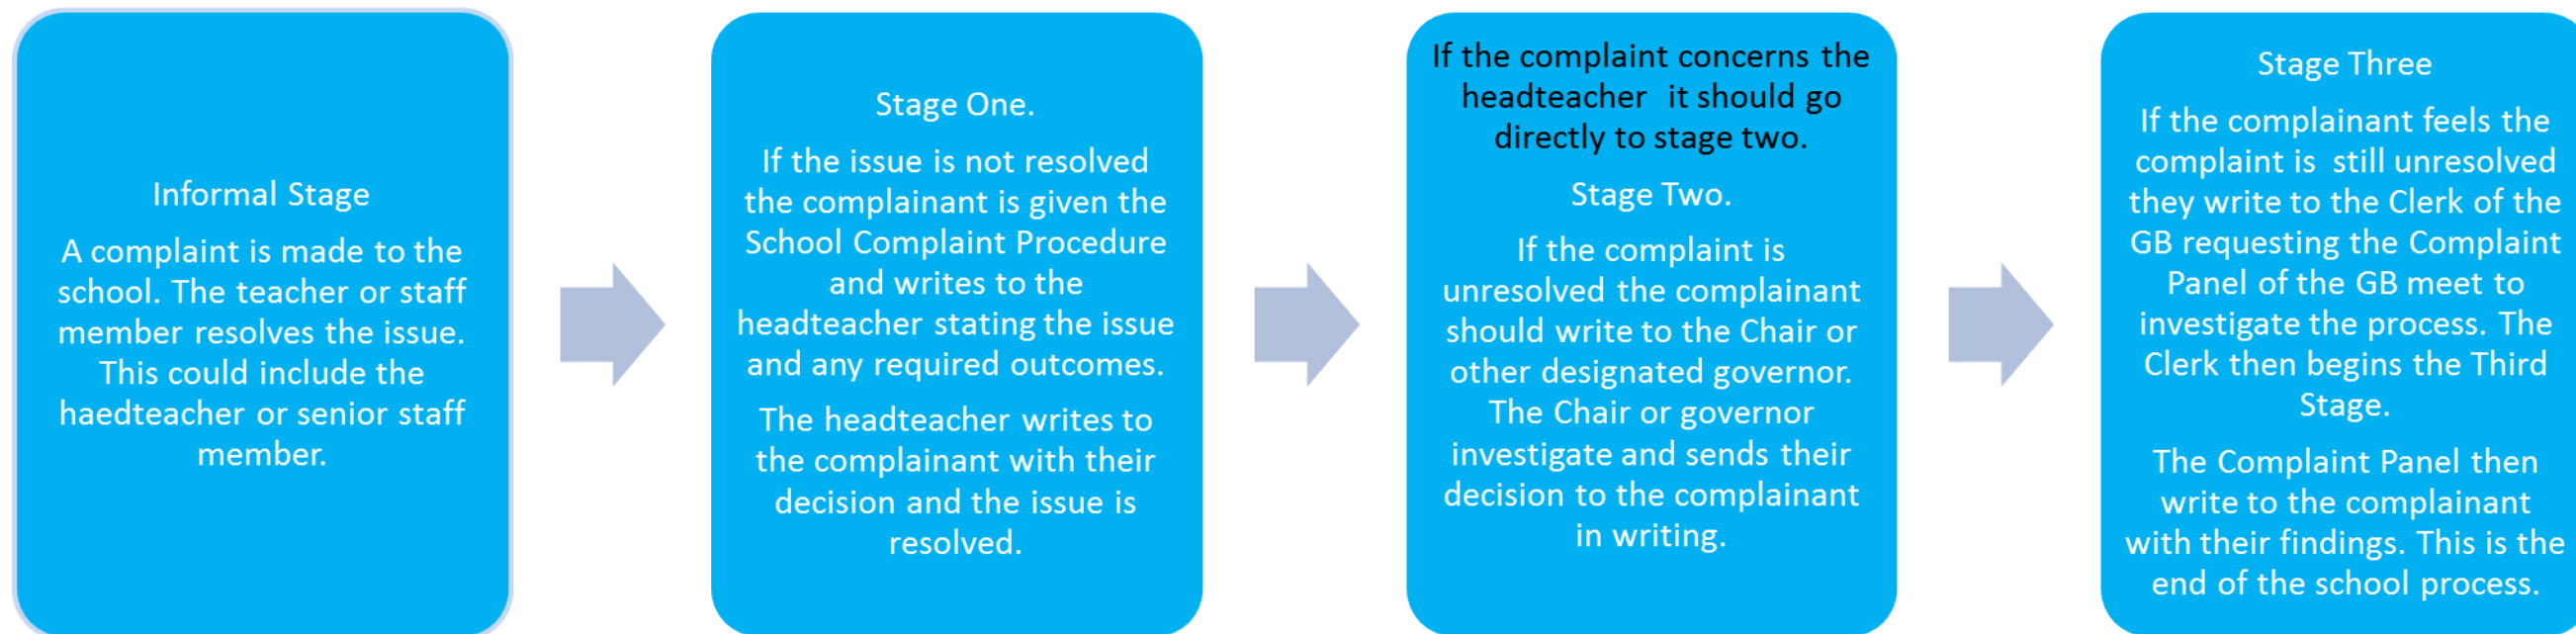 Informal Stage
A complaint is made to the
school. The teacher or staff
member resolves the issue.
This could include the
haedteacher or senior staff
member.
Stage One.
If the issue is not resolved
the complainant is given the
School Complaint Procedure
and writes to the
headteacher stating the issue
and any required outcomes.
The headteacher writes to
the complainant with their
decision and the issue is
resolved.
If the complaint concerns the
headteacher it should go
directly to stage two.
Stage Two.
If the complaint is
unresolved the complainant
should write to the Chair or
other designated governor.
The Chair or governor
investigate and sends their
decision to the complainant
in writing.
Stage Three
If the complainant feels the
complaint is still unresolved
they write to the Clerk of the
GB requesting the Complaint
Panel of the GB meet to
investigate the process. The
Clerk then begins the Third
Stage.
The Complaint Panel then
write to the complainant
with their findings. This is the
end of the school process.